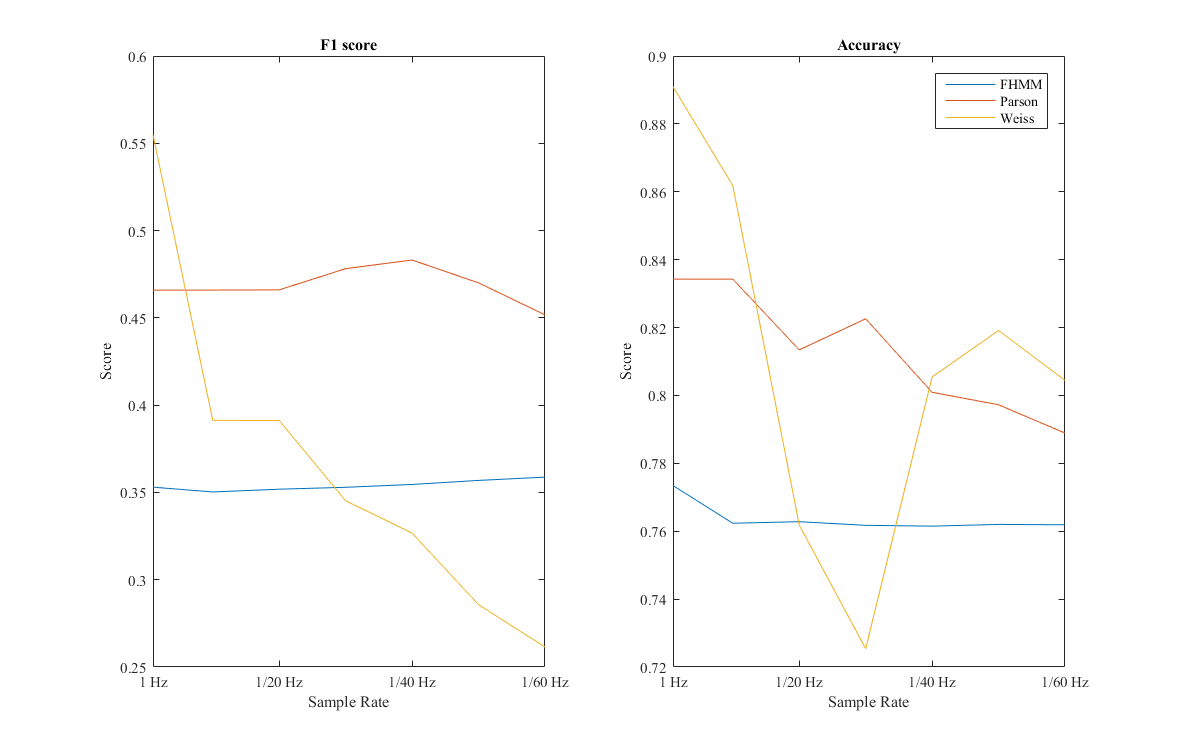 F1 score
0.6
0.55
0.5
0.45
0.4
0.35
0.3
0.25
Score
1 Hz
1/20 Hz
1/40 Hz
1/60 Hz
Sample Rate
Accuracy
0.9
0.88
0.86
0.84
0.82
0.8
0.78
0.76
0.74
0.72
Score
1 Hz
1/20 Hz
1/40 Hz
1/60 Hz
Sample Rate
FHMM
Parson
Weiss